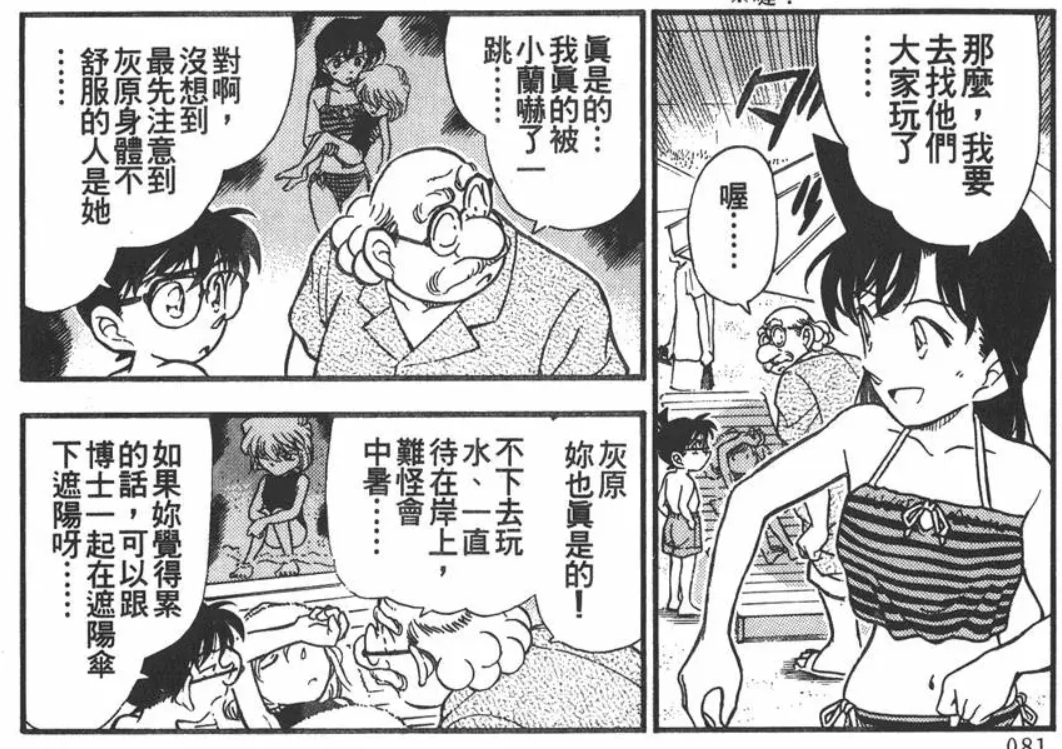 那麼，我要
去找他們
大家玩了
……
喔……
眞是的…
我眞的被
小蘭嚇了一
跳……
對啊，
沒想到
最先注意到
灰原身體不
舒服的人是她
……
灰原
妳也眞是的！
不下去玩
水、一直
待在岸上，
難怪會
中暑……
如果妳覺得累
的話，可以跟
博士一起在遮陽傘
下遮陽呀……
081